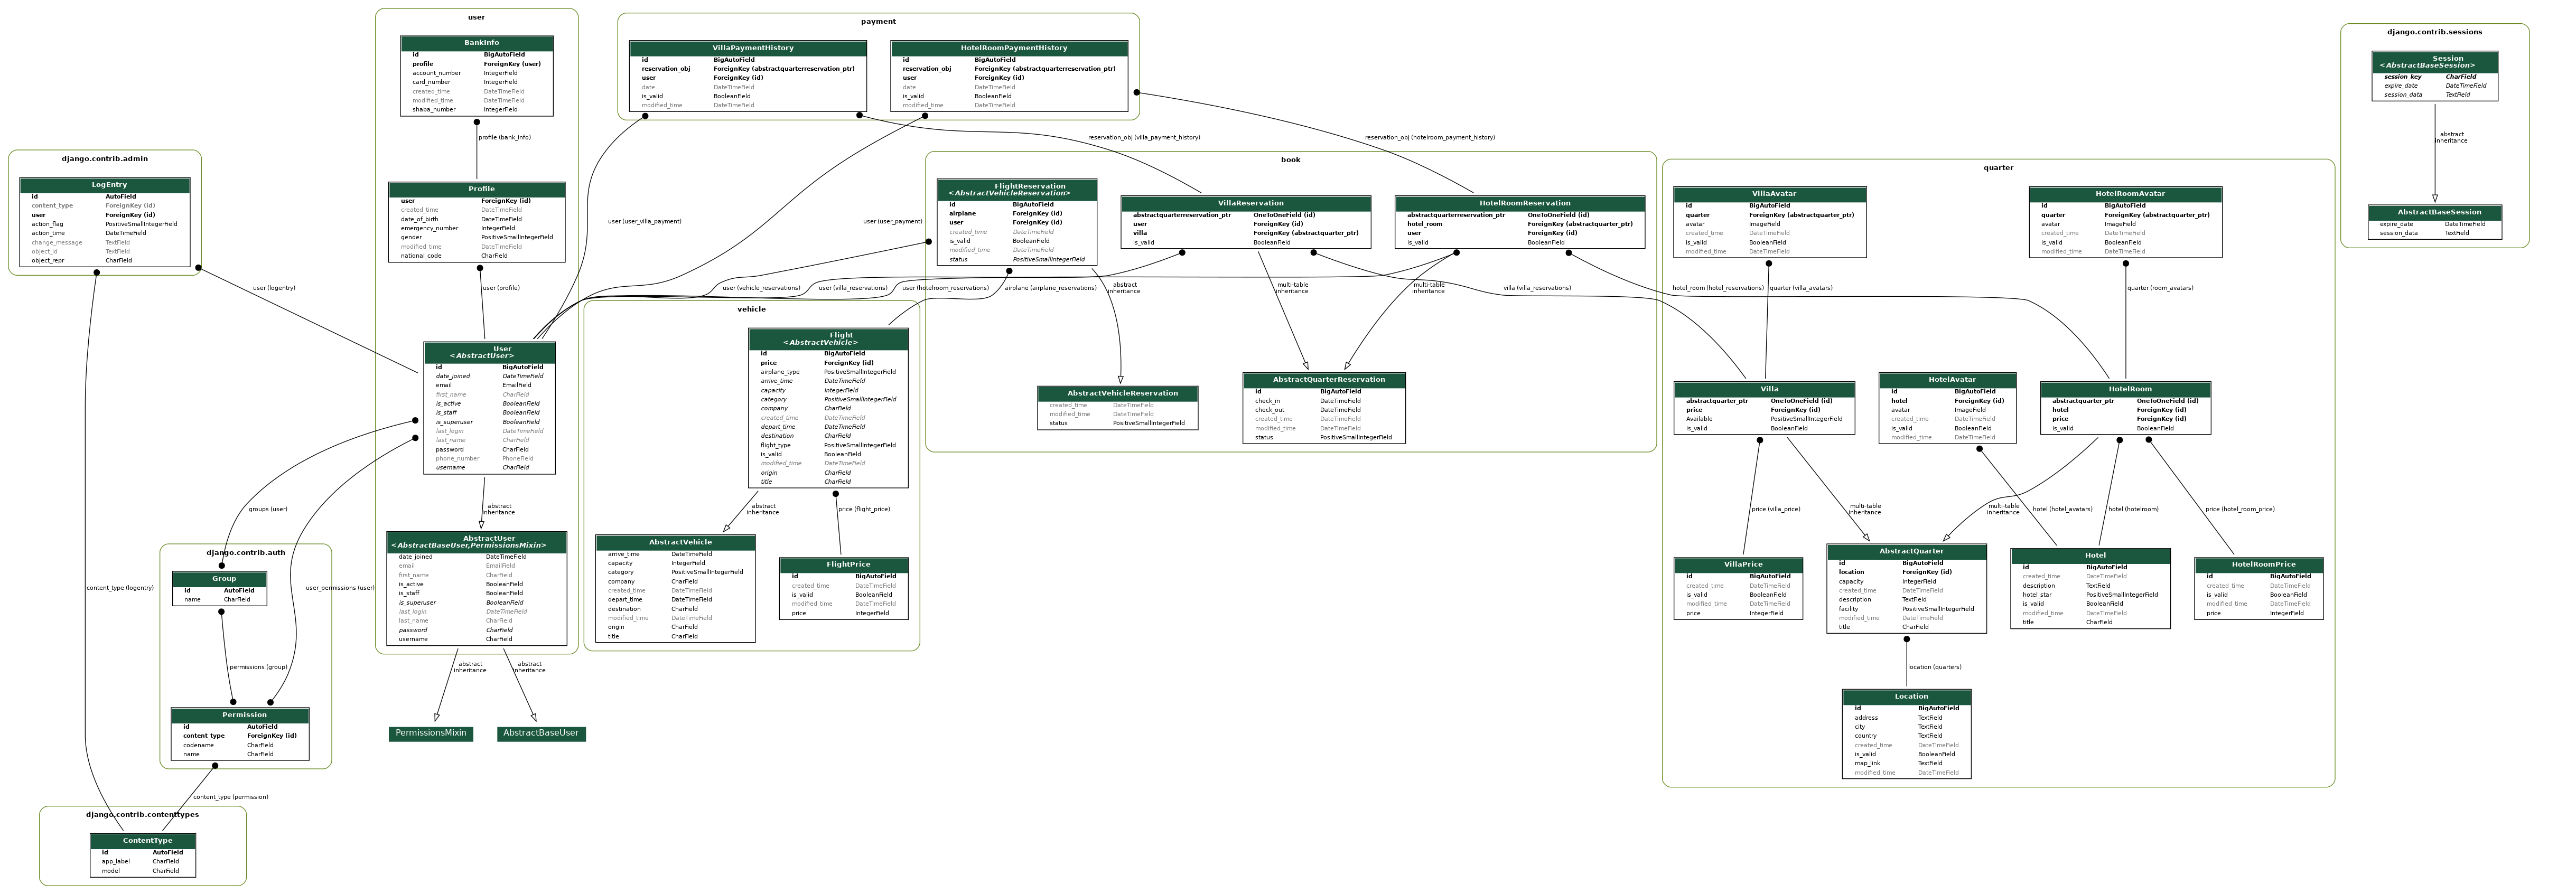 user
BankInfo
id BigAutoField
profile ForeignKey (user)
account_number IntegerField
card_number IntegerField
created_time DateTimeField
modified_time DateTimeField
shaba_number IntegerField
profile (bank_info)
Profile
user ForeignKey (id)
created_time DateTimeField
date_of_birth DateTimeField
emergency_number IntegerField
gender PositiveSmallIntegerField
modified_time DateTimeField
national_code CharField
user (profile)
User
<AbstractUser>
id BigAutoField
date_joined DateTimeField
email EmailField
first_name CharField
is_active BooleanField
is_staff BooleanField
is_superuser BooleanField
last_login DateTimeField
last_name CharField
password CharField
phone_number PhoneField
username CharField
abstract
inheritance
AbstractUser
<AbstractBaseUser,PermissionsMixin>
date_joined DateTimeField
email EmailField
first_name CharField
is_active BooleanField
is_staff BooleanField
is_superuser BooleanField
last_login DateTimeField
last_name CharField
password CharField
username CharField
abstract
inheritance
abstract
inheritance
PermissionsMixin
AbstractBaseUser
django.contrib.admin
LogEntry
id AutoField
content_type ForeignKey (id)
user ForeignKey (id)
action_flag PositiveSmallIntegerField
action_time DateTimeField
change_message TextField
object_id TextField
object_repr CharField
user (logentry)
content_type (logentry)
groups (user)
user_permissions (user)
django.contrib.auth
Group
id AutoField
name CharField
permissions (group)
Permission
id AutoField
content_type ForeignKey (id)
codename CharField
name CharField
content_type (permission)
django.contrib.contenttypes
ContentType
id AutoField
app_label CharField
model CharField
payment
VillaPaymentHistory
id BigAutoField
reservation_obj ForeignKey (abstractquarterreservation_ptr)
user ForeignKey (id)
date DateTimeField
is_valid BooleanField
modified_time DateTimeField
HotelRoomPaymentHistory
id BigAutoField
reservation_obj ForeignKey (abstractquarterreservation_ptr)
user ForeignKey (id)
date DateTimeField
is_valid BooleanField
modified_time DateTimeField
reservation_obj (villa_payment_history)
reservation_obj (hotelroom_payment_history)
user (user_villa_payment)
user (user_payment)
book
FlightReservation
<AbstractVehicleReservation>
id BigAutoField
airplane ForeignKey (id)
user ForeignKey (id)
created_time DateTimeField
is_valid BooleanField
modified_time DateTimeField
status PositiveSmallIntegerField
VillaReservation
abstractquarterreservation_ptr OneToOneField (id)
user ForeignKey (id)
villa ForeignKey (abstractquarter_ptr)
is_valid BooleanField
HotelRoomReservation
abstractquarterreservation_ptr OneToOneField (id)
hotel_room ForeignKey (abstractquarter_ptr)
user ForeignKey (id)
is_valid BooleanField
user (vehicle_reservations)
user (villa_reservations)
user (hotelroom_reservations)
airplane (airplane_reservations)
abstract
inheritance
multi-table
inheritance
multi-table
inheritance
villa (villa_reservations)
hotel_room (hotel_reservations)
AbstractVehicleReservation
created_time DateTimeField
modified_time DateTimeField
status PositiveSmallIntegerField
AbstractQuarterReservation
id BigAutoField
check_in DateTimeField
check_out DateTimeField
created_time DateTimeField
modified_time DateTimeField
status PositiveSmallIntegerField
vehicle
Flight
<AbstractVehicle>
id BigAutoField
price ForeignKey (id)
airplane_type PositiveSmallIntegerField
arrive_time DateTimeField
capacity IntegerField
category PositiveSmallIntegerField
company CharField
created_time DateTimeField
depart_time DateTimeField
destination CharField
flight_type PositiveSmallIntegerField
is_valid BooleanField
modified_time DateTimeField
origin CharField
title CharField
abstract
inheritance
price (flight_price)
AbstractVehicle
arrive_time DateTimeField
capacity IntegerField
category PositiveSmallIntegerField
company CharField
created_time DateTimeField
depart_time DateTimeField
destination CharField
modified_time DateTimeField
origin CharField
title CharField
FlightPrice
id BigAutoField
created_time DateTimeField
is_valid BooleanField
modified_time DateTimeField
price IntegerField
quarter
VillaAvatar
id BigAutoField
quarter ForeignKey (abstractquarter_ptr)
avatar ImageField
created_time DateTimeField
is_valid BooleanField
modified_time DateTimeField
HotelRoomAvatar
id BigAutoField
quarter ForeignKey (abstractquarter_ptr)
avatar ImageField
created_time DateTimeField
is_valid BooleanField
modified_time DateTimeField
quarter (villa_avatars)
quarter (room_avatars)
Villa
abstractquarter_ptr OneToOneField (id)
price ForeignKey (id)
Available PositiveSmallIntegerField
is_valid BooleanField
HotelAvatar
id BigAutoField
hotel ForeignKey (id)
avatar ImageField
created_time DateTimeField
is_valid BooleanField
modified_time DateTimeField
HotelRoom
abstractquarter_ptr OneToOneField (id)
hotel ForeignKey (id)
price ForeignKey (id)
is_valid BooleanField
price (villa_price)
multi-table
inheritance
multi-table
inheritance
hotel (hotel_avatars)
hotel (hotelroom)
price (hotel_room_price)
VillaPrice
id BigAutoField
created_time DateTimeField
is_valid BooleanField
modified_time DateTimeField
price IntegerField
AbstractQuarter
id BigAutoField
location ForeignKey (id)
capacity IntegerField
created_time DateTimeField
description TextField
facility PositiveSmallIntegerField
modified_time DateTimeField
title CharField
Hotel
id BigAutoField
created_time DateTimeField
description TextField
hotel_star PositiveSmallIntegerField
is_valid BooleanField
modified_time DateTimeField
title CharField
HotelRoomPrice
id BigAutoField
created_time DateTimeField
is_valid BooleanField
modified_time DateTimeField
price IntegerField
location (quarters)
Location
id BigAutoField
address TextField
city TextField
country TextField
created_time DateTimeField
is_valid BooleanField
map_link TextField
modified_time DateTimeField
django.contrib.sessions
Session
<AbstractBaseSession>
session_key CharField
expire_date DateTimeField
session_data TextField
abstract
inheritance
AbstractBaseSession
expire_date DateTimeField
session_data TextField